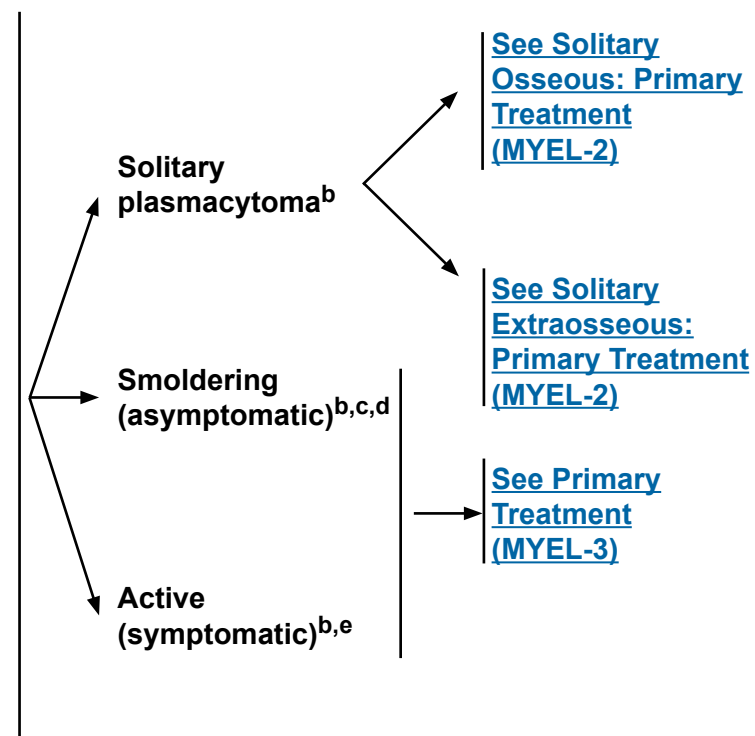 Solitary
plasmacytomab
See Solitary
Osseous: Primary
Treatment
(MYEL-2)
See Solitary
Extraosseous:
Primary Treatment
(MYEL-2)
Smoldering
(asymptomatic)b,c,d
Active
(symptomatic)b,e
See Primary
Treatment
(MYEL-3)